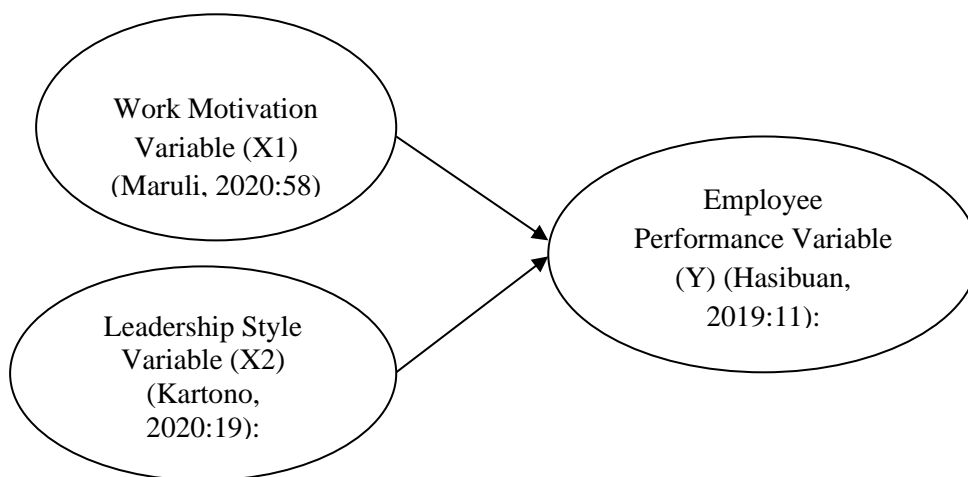 Work Motivation
Variable (X1)
(Maruli, 2020:58)
Leadership Style
Variable (X2)
(Kartono,
2020:19):
Employee
Performance Variable
(Y) (Hasibuan,
2019:11):